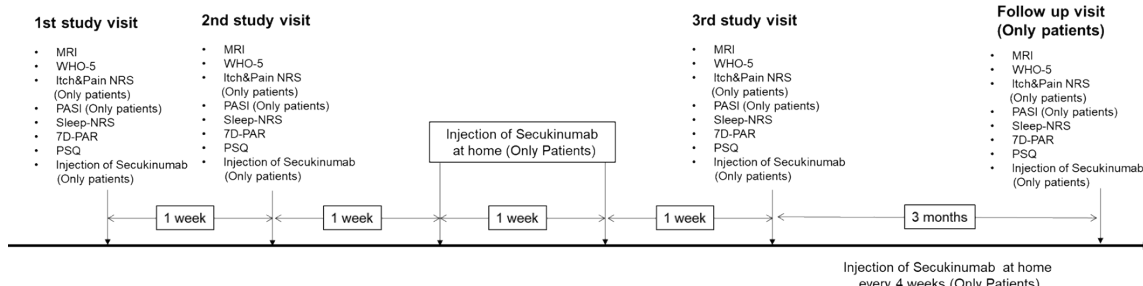 1st study visit
• MRI
• WHO-5
• Itch&Pain NRS
(Only patients)
• PASI (Only patients)
• Sleep-NRS
• 7D-PAR
• PSQ
• Injection of Secukinumab
(Only patients)
2nd study visit
• MRI
• WHO-5
• Itch&Pain NRS
(Only patients)
• PASI (Only patients)
• Sleep-NRS
• 7D-PAR
• PSQ
• Injection of Secukinumab
(Only patients)
Injection of Secukinumab
at home (Only Patients)
3rd study visit
• MRI
• WHO-5
• Itch&Pain NRS
(Only patients)
• PASI (Only patients)
• Sleep-NRS
• 7D-PAR
• PSQ
• Injection of Secukinumab
(Only patients)
Follow up visit
(Only patients)
• MRI
• WHO-5
• Itch&Pain NRS
(Only patients)
• PASI (Only patients)
• Sleep-NRS
• 7D-PAR
• PSQ
• Injection of Secukinumab
(Only patients)
1 week
1 week
1 week
1 week
3 months
Injection of Secukinumab at home
every 4 weeks (Only Patients)